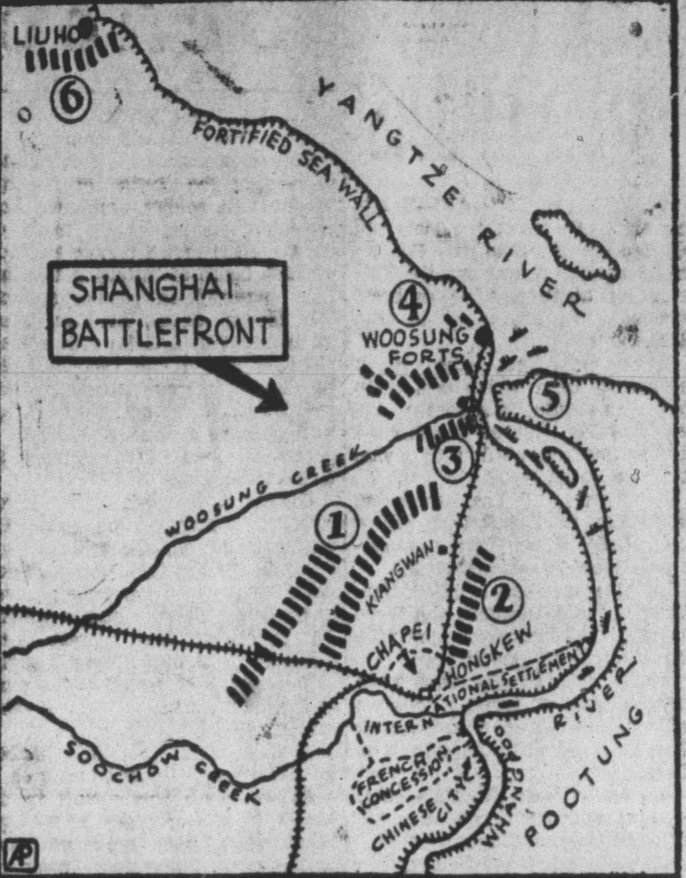 LIUHO
6
FORTIFIED SEA WALL
YANGTZE RIVER
SHANGHAI
BATTLEFRONT
4
WOOSUNG
FORTS
5
3
WOOSUNG CREEK
1
KIANGWAN
2
CHAPEI
HONGKEW
INTERNATIONAL SETTLEMENT
SOOCHOW CREEK
FRENCH
CONCESSION
CHINESE
CITY
WHANGPOO RIVER
POOTUNG
AP